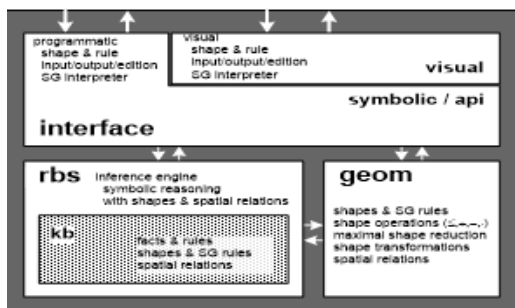 programmatic
shape & rule
input/output/edition
SG interpreter
visual
shape & rule
input/output/edition
SG interpreter
visual
symbolic / api
interface
rbs
inference engine
symbolic reasoning
with shapes & spatial relations
kb
facts & rules
shapes & SG rules
spatial relations
geom
shapes & SG rules
shape operations
maximal shape reduction
shape transformations
spatial relations